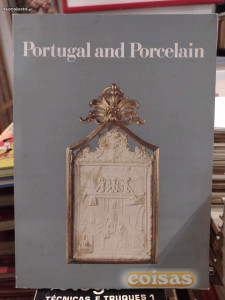 Portugal and Porcelain
coisas
TÉCNICAS E TRUQUES 1